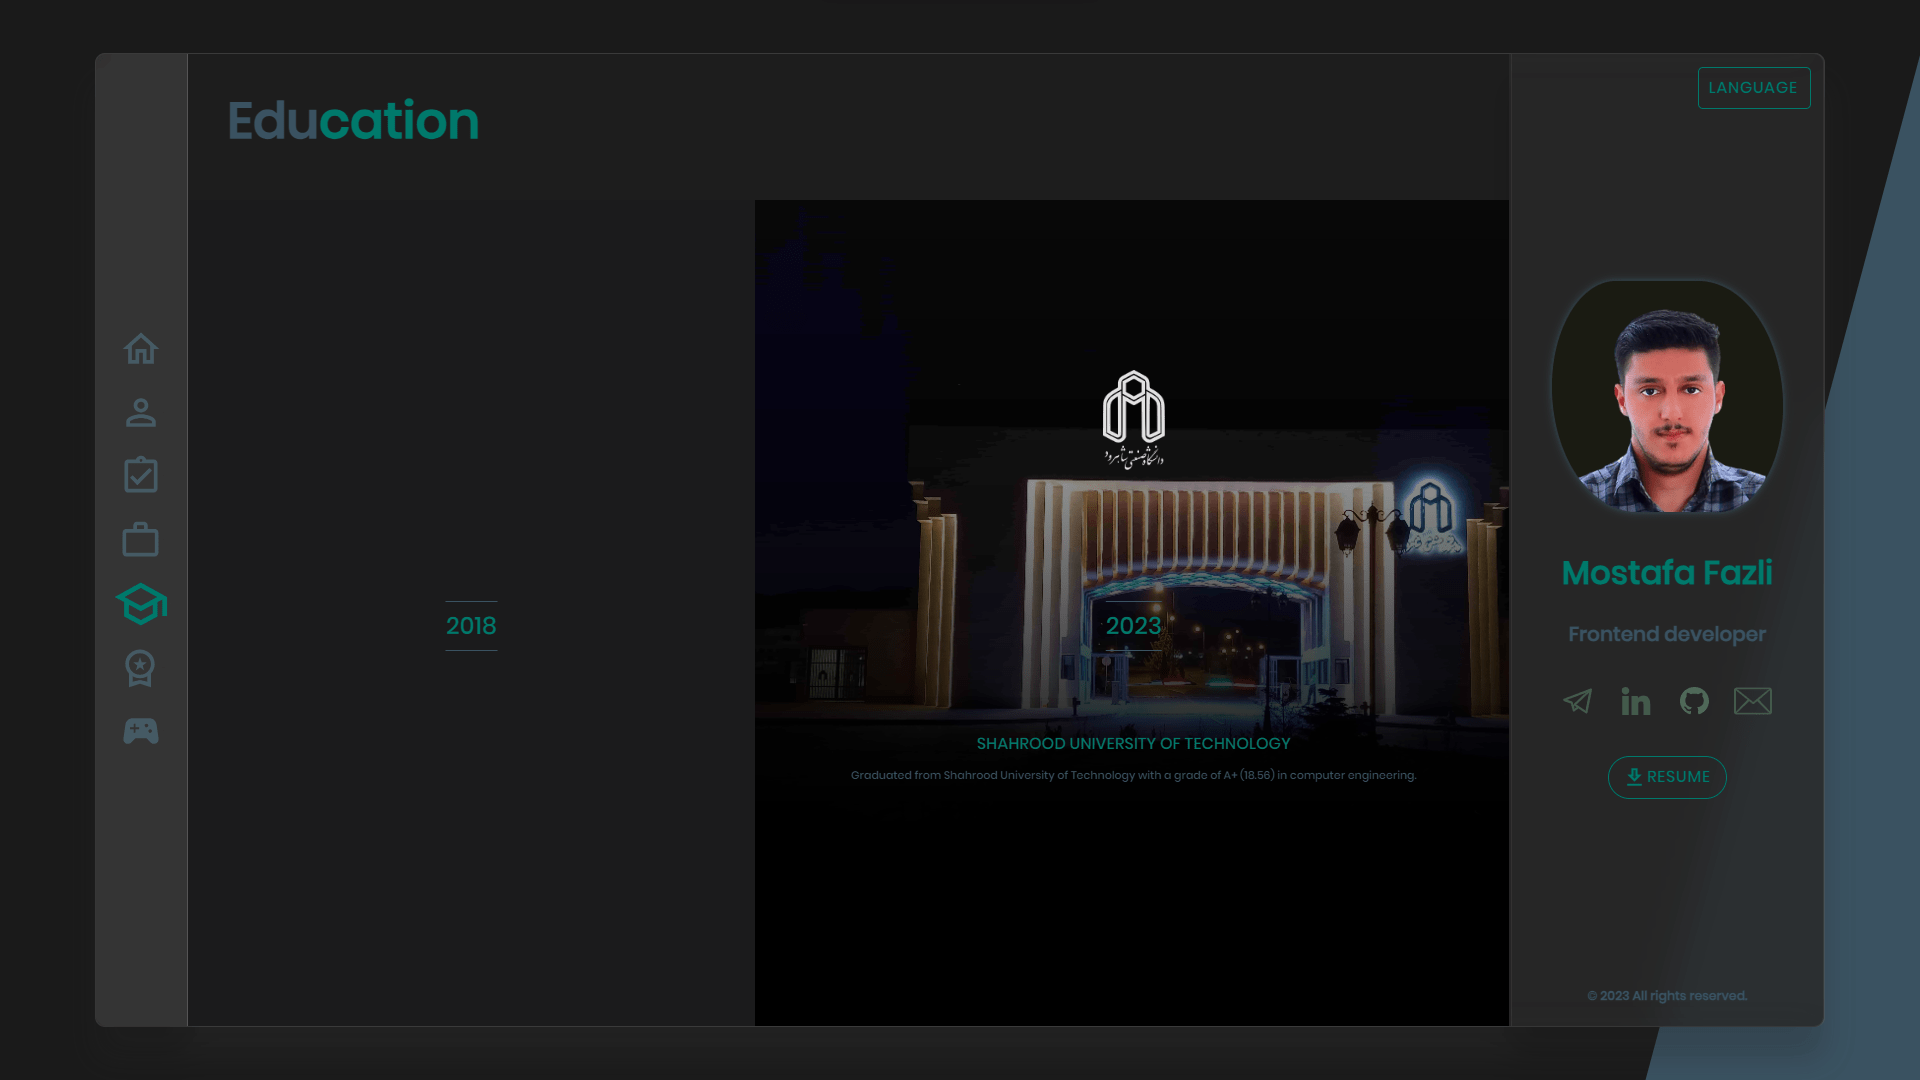 LANGUAGE
Education
دانشگاه صنعتی شاهرود
2018
2023
SHAHROOD UNIVERSITY OF TECHNOLOGY
Graduated from Shahrood University of Technology with a grade of A+ (18.56) in computer engineering.
Mostafa Fazli
Frontend developer
in
RESUME
© 2023 All rights reserved.